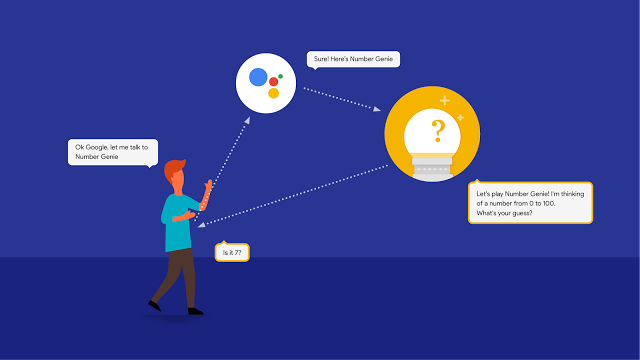 Sure! Here's Number Genie
Ok Google, let me talk to
Number Genie
?
Let's play Number Genie! I'm thinking
of a number from 0 to 100.
What's your guess?
Is it 7?